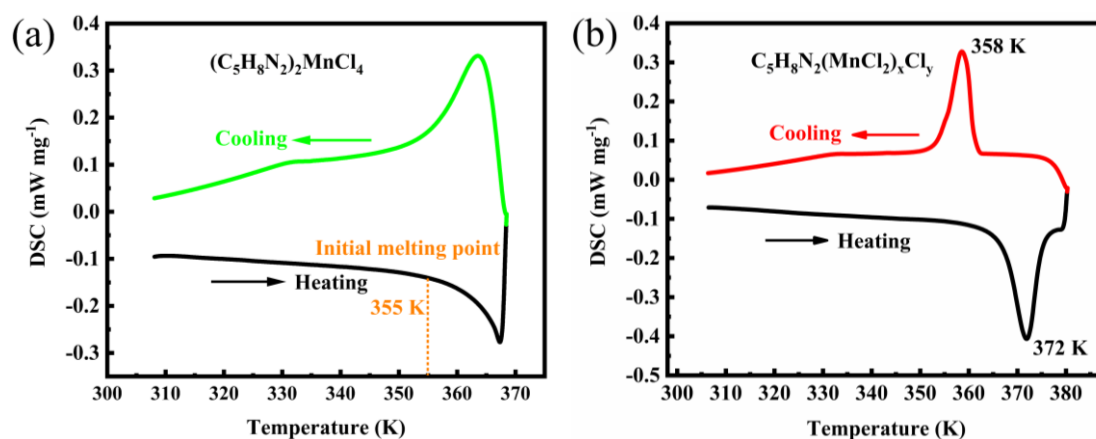 (a)
(C₅H₈N₂)₂MnCl₄
Cooling
Initial melting point
Heating
355 K
DSC (mW mg⁻¹)
0.4
0.3
0.2
0.1
0.0
-0.1
-0.2
-0.3
300 310 320 330 340 350 360 370
Temperature (K)
(b)
C₅H₈N₂(MnCl₂)ₓClᵧ
358 K
Cooling
Heating
372 K
DSC (mW mg⁻¹)
0.4
0.3
0.2
0.1
0.0
-0.1
-0.2
-0.3
-0.4
-0.5
300 310 320 330 340 350 360 370 380
Temperature (K)